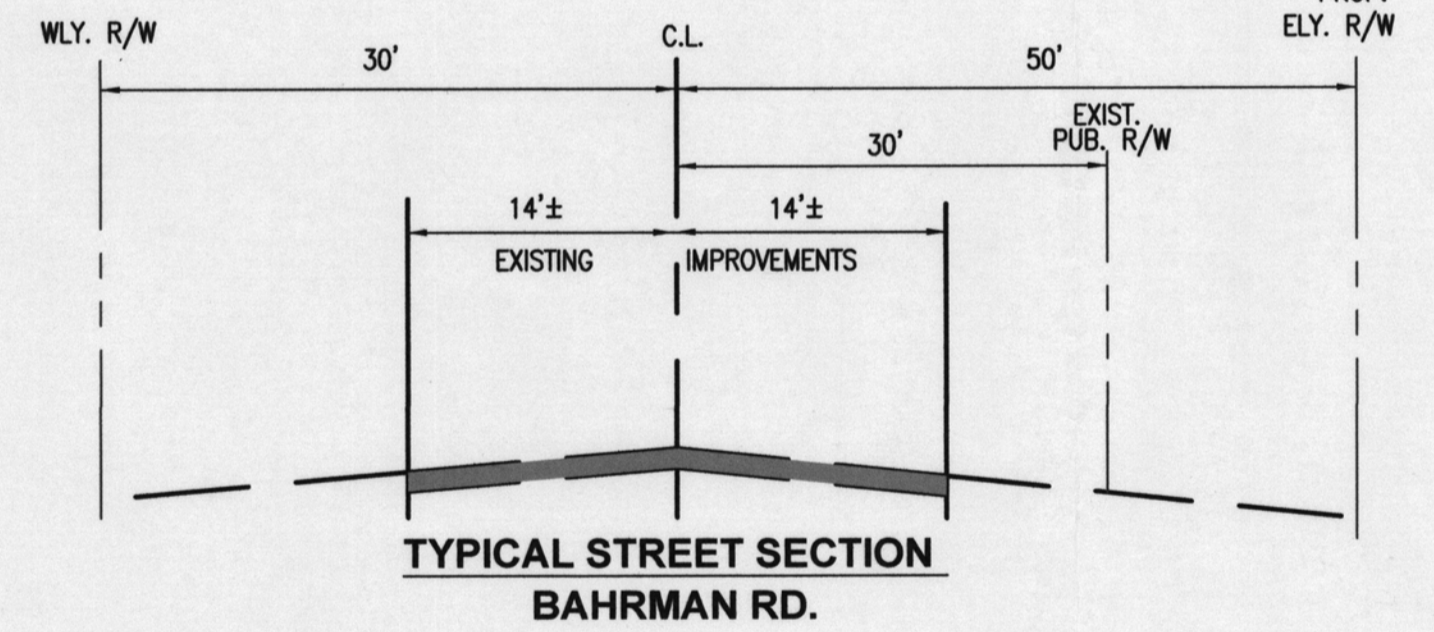 WLY. R/W
C.L.
ELY. R/W
30'
50'
EXIST.
PUB. R/W
30'
14'±
14'±
EXISTING
IMPROVEMENTS
TYPICAL STREET SECTION
BAHRMAN RD.